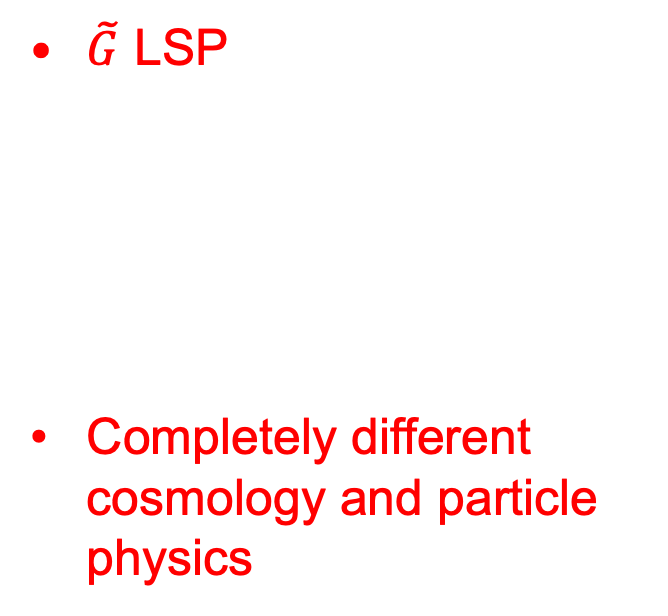 • G̃ LSP
• Completely different
cosmology and particle
physics